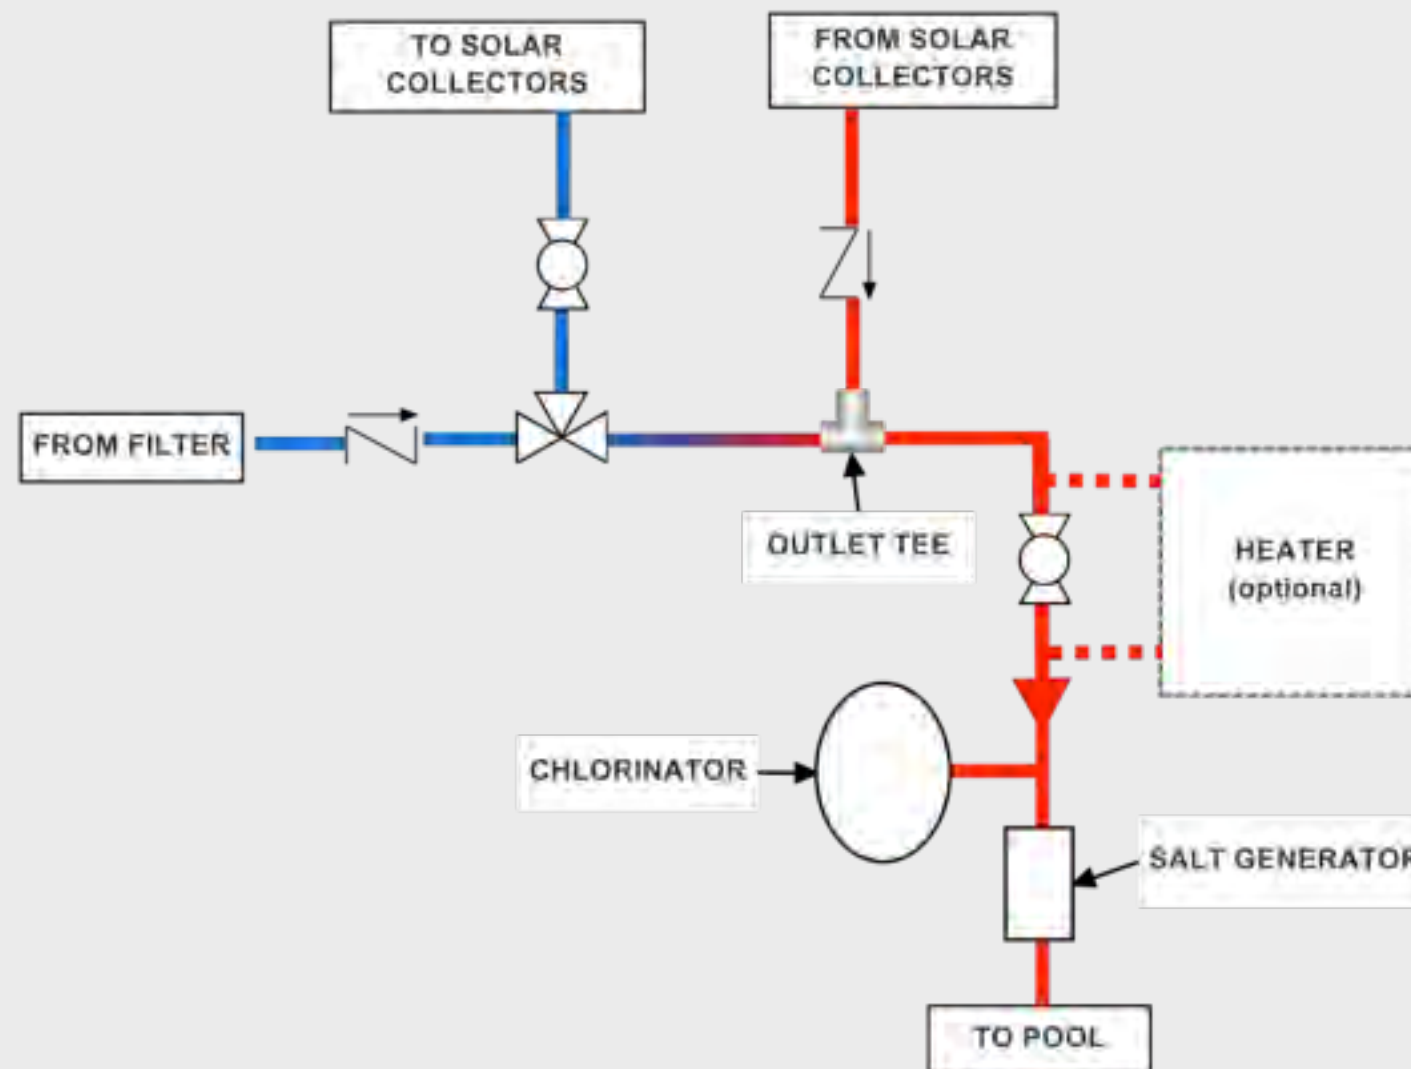 TO SOLAR
COLLECTORS
FROM SOLAR
COLLECTORS
FROM FILTER
OUTLET TEE
HEATER
(optional)
CHLORINATOR
SALT GENERATOR
TO POOL